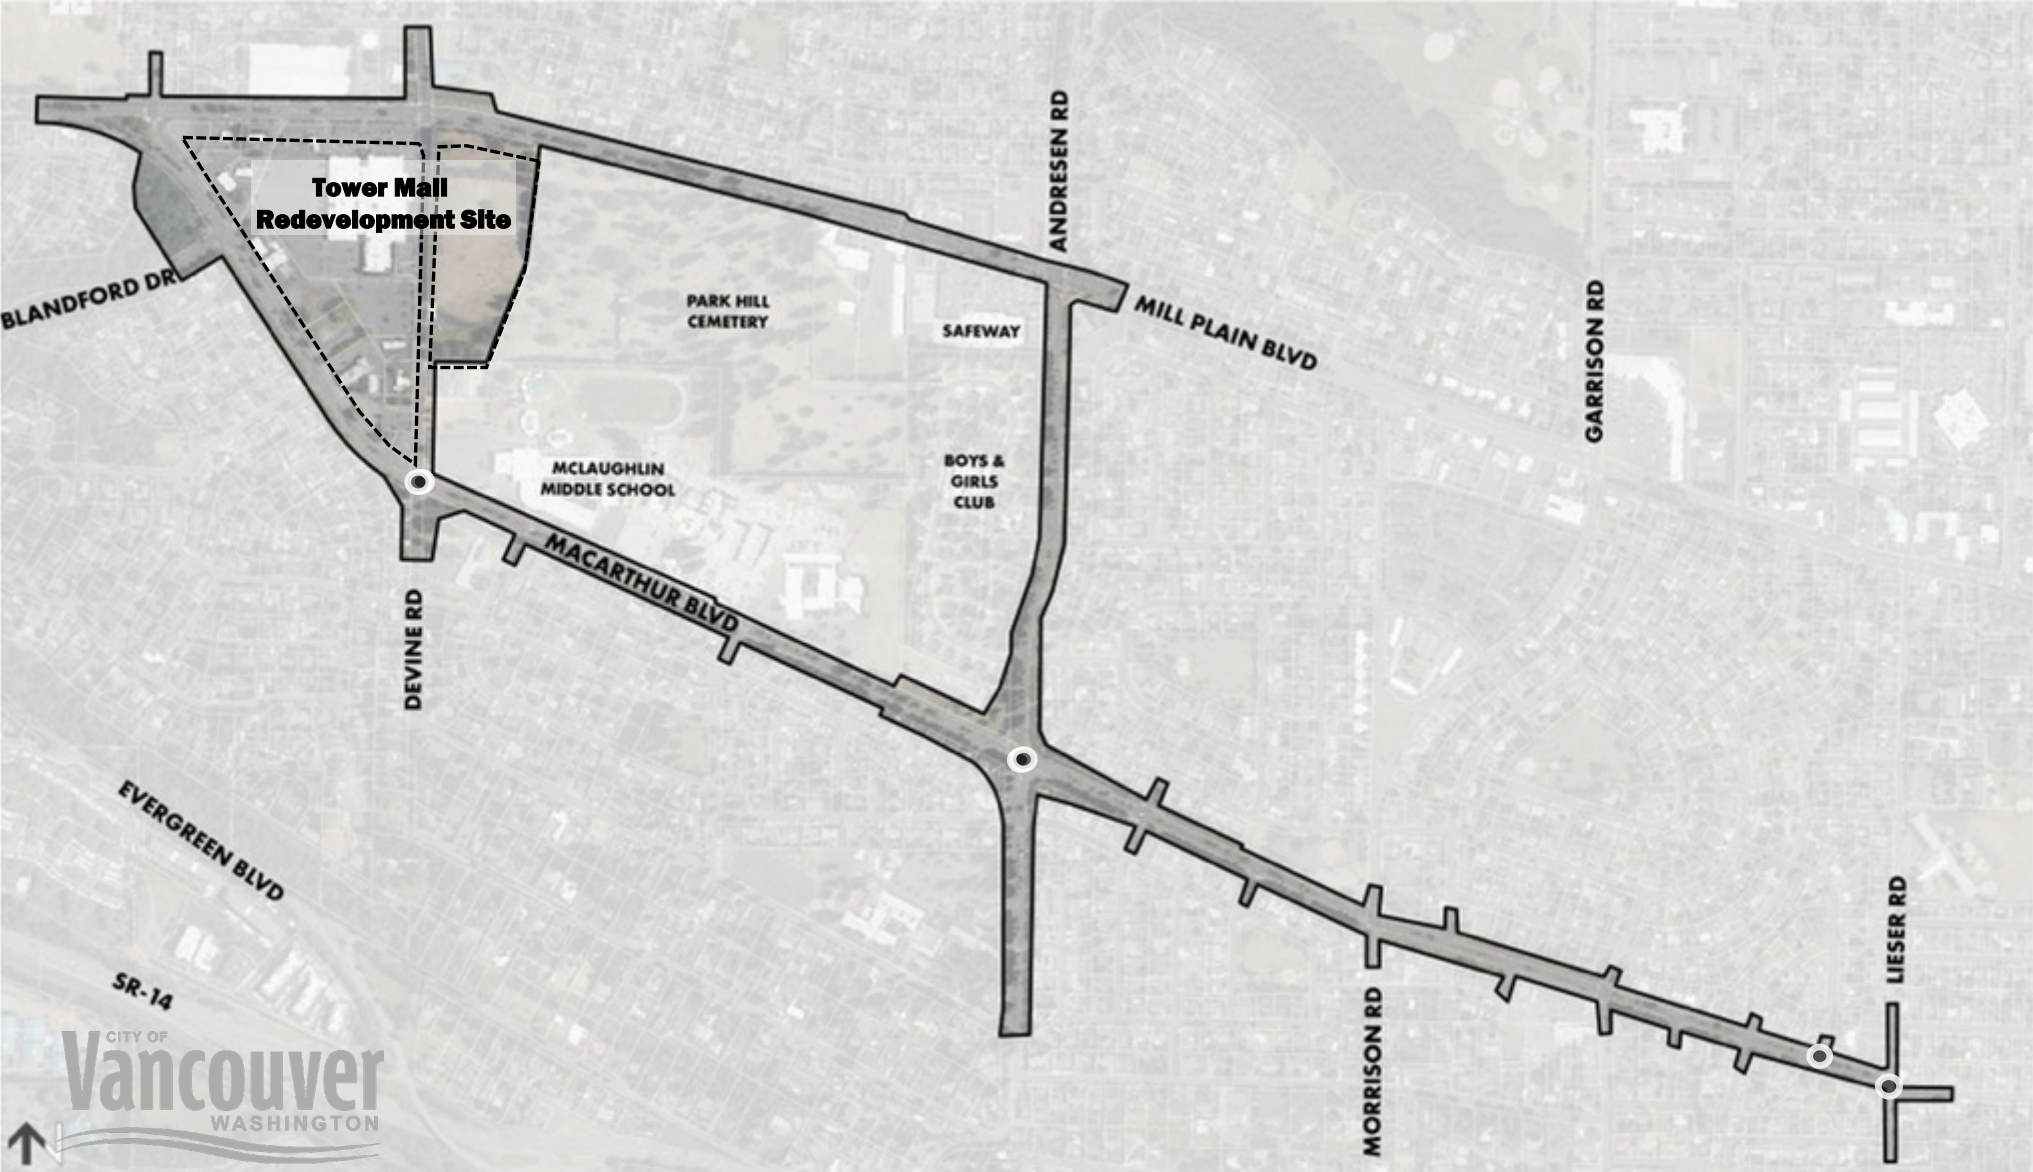 ANDRESEN RD
Tower Mall
Redevelopment Site
BLANDFORD DR
PARK HILL
CEMETERY
SAFEWAY
MILL PLAIN BLVD
GARRISON RD
MCLAUGHLIN
MIDDLE SCHOOL
BOYS &
GIRLS
CLUB
MACARTHUR BLVD
DEVINE RD
EVERGREEN BLVD
LIESER RD
SR-14
MORRISON RD
CITY OF
Vancouver
WASHINGTON